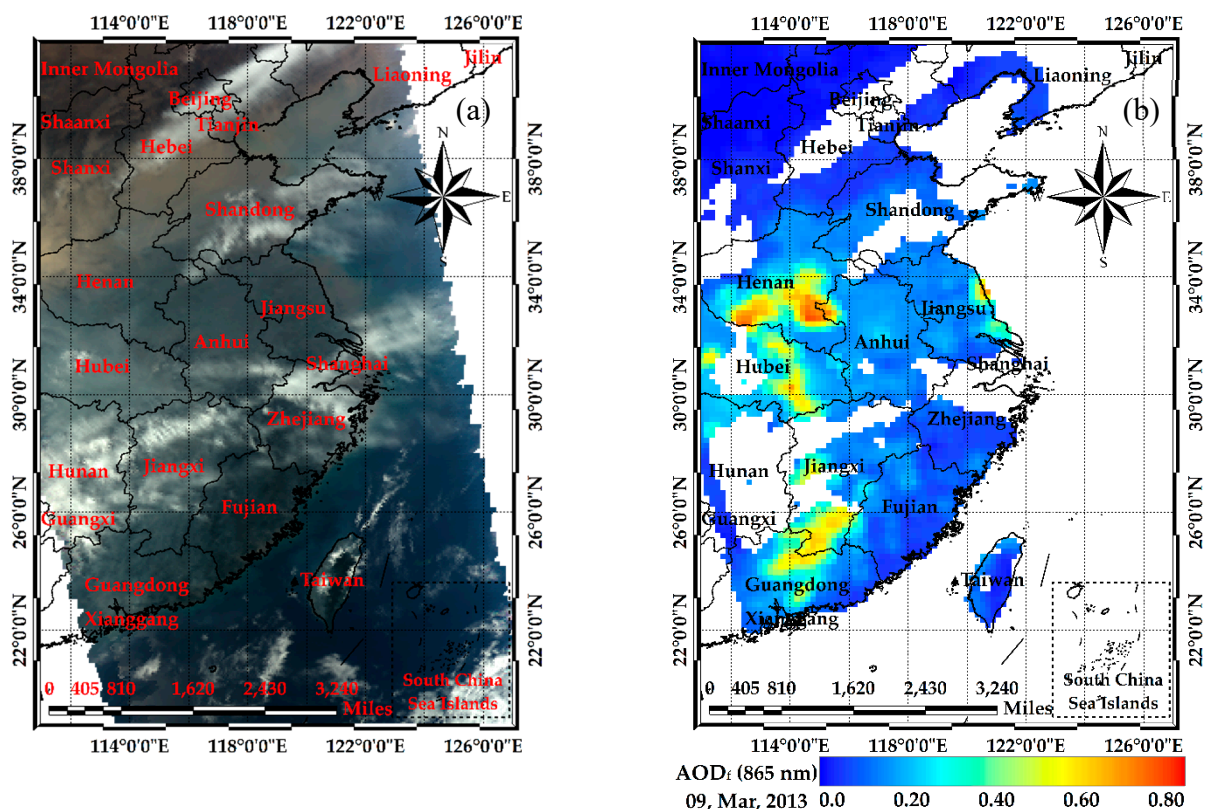 114°0'0"E 118°0'0"E 122°0'0"E 126°0'0"E
Inner Mongolia
Jilin
Liaoning
Beijing
(a)
Shaanxi
Tianjin
Hebei
N
Shanxi
W
E
Shandong
S
Henan
Jiangsu
Anhui
Hubei
Shanghai
Zhejiang
Hunan
Jiangxi
Guangxi
Fujian
Guangdong
Taiwan
Xianggang
0 405 810 1,620 2,430 3,240
Miles
South China
Sea Islands
38°0'0"N
34°0'0"N
30°0'0"N
26°0'0"N
22°0'0"N
38°0'0"N
34°0'0"N
30°0'0"N
26°0'0"N
22°0'0"N
114°0'0"E 118°0'0"E 122°0'0"E 126°0'0"E
114°0'0"E 118°0'0"E 122°0'0"E 126°0'0"E
Inner Mongolia
Jilin
Liaoning
Beijing
(b)
Shaanxi
Tianjin
Hebei
N
Shanxi
W
E
Shandong
S
Henan
Jiangsu
Anhui
Hubei
Shanghai
Zhejiang
Hunan
Jiangxi
Guangxi
Fujian
Guangdong
Taiwan
Xianggang
0 405 810 1,620 2,430 3,240
Miles
South China
Sea Islands
38°0'0"N
34°0'0"N
30°0'0"N
26°0'0"N
22°0'0"N
38°0'0"N
34°0'0"N
30°0'0"N
26°0'0"N
22°0'0"N
114°0'0"E 118°0'0"E 122°0'0"E 126°0'0"E
AODf (865 nm)
09, Mar, 2013 0.0 0.20 0.40 0.60 0.80